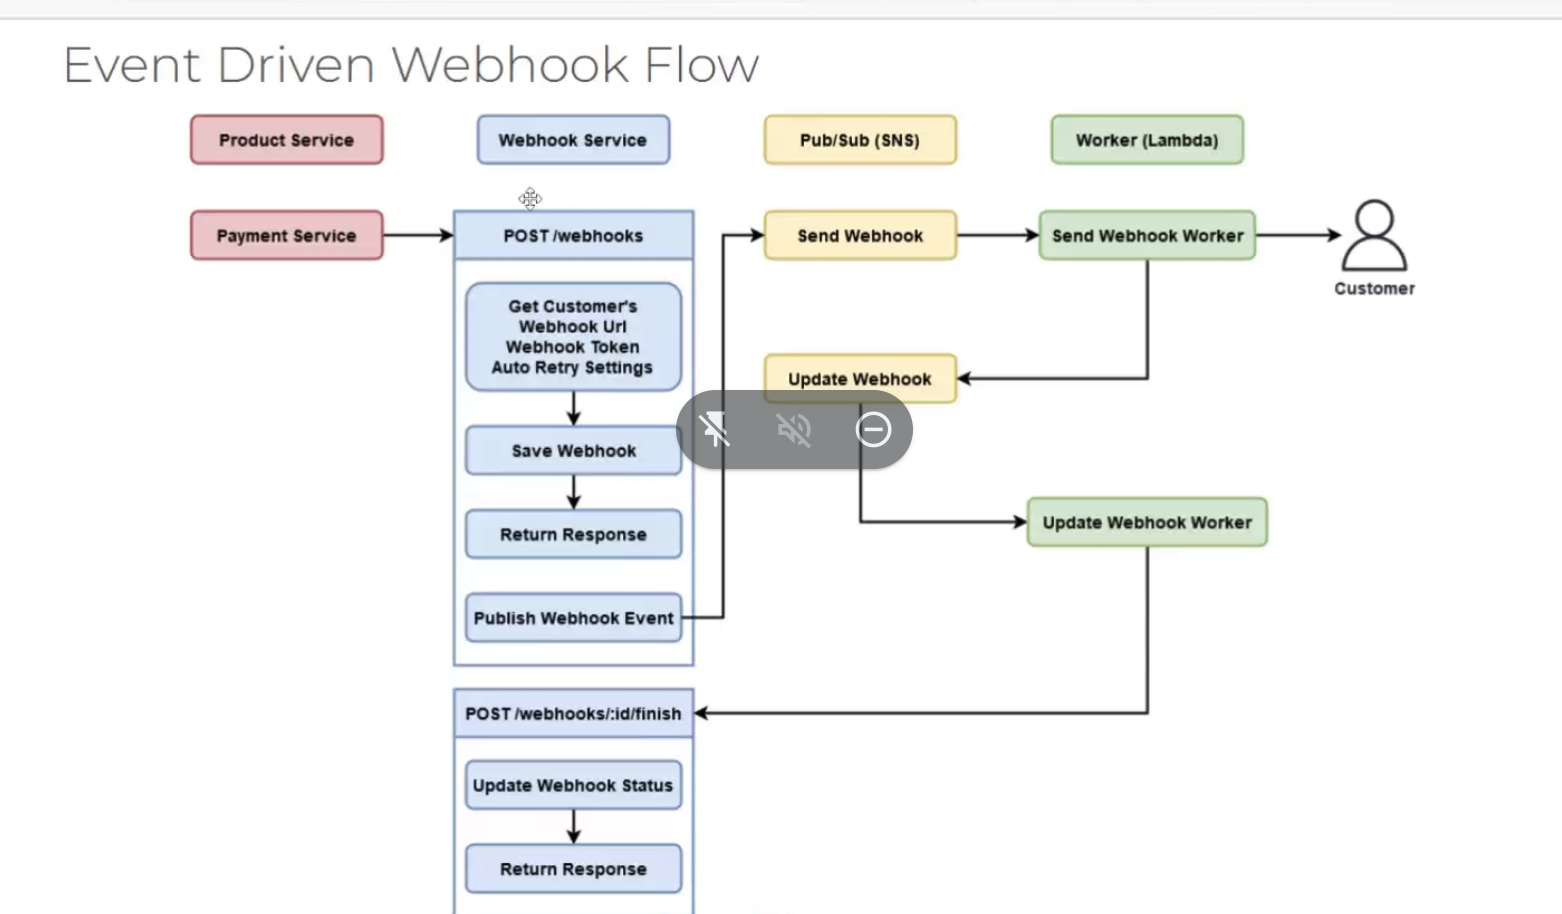 Event Driven Webhook Flow
Product Service
Webhook Service
Pub/Sub (SNS)
Worker (Lambda)
Payment Service
POST /webhooks
Send Webhook
Send Webhook Worker
Customer
Get Customer's
Webhook Url
Webhook Token
Auto Retry Settings
Update Webhook
Save Webhook
Return Response
Update Webhook Worker
Publish Webhook Event
POST /webhooks/:id/finish
Update Webhook Status
Return Response